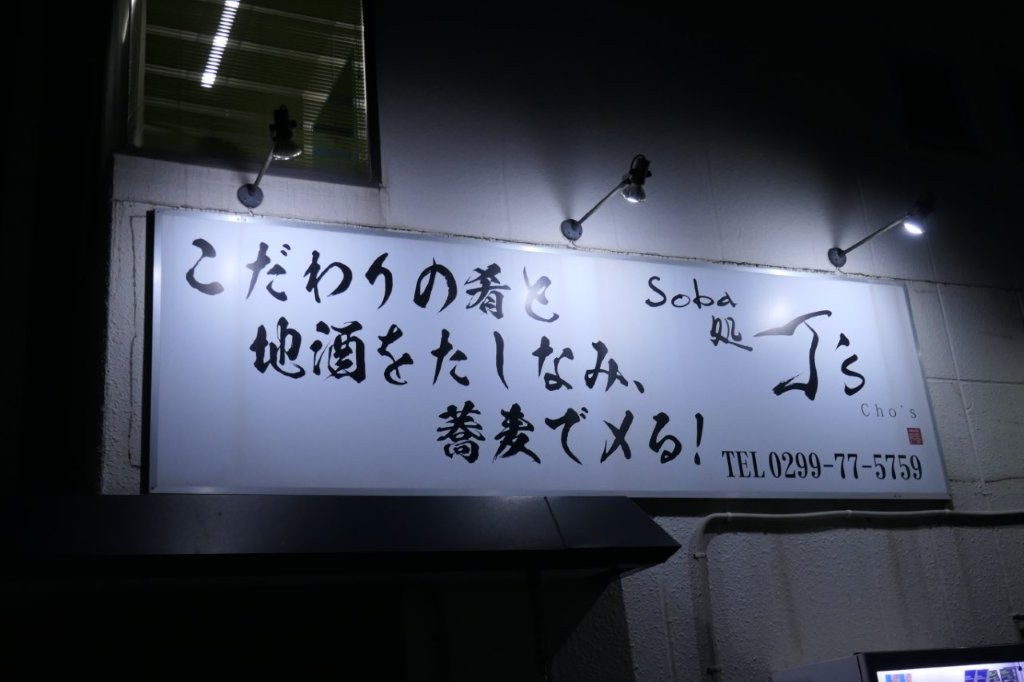 こだわりの肴と
地酒をたしなみ、
蕎麦で〆る!
Soba
処
丁's
Cho's
TEL 0299-77-5759